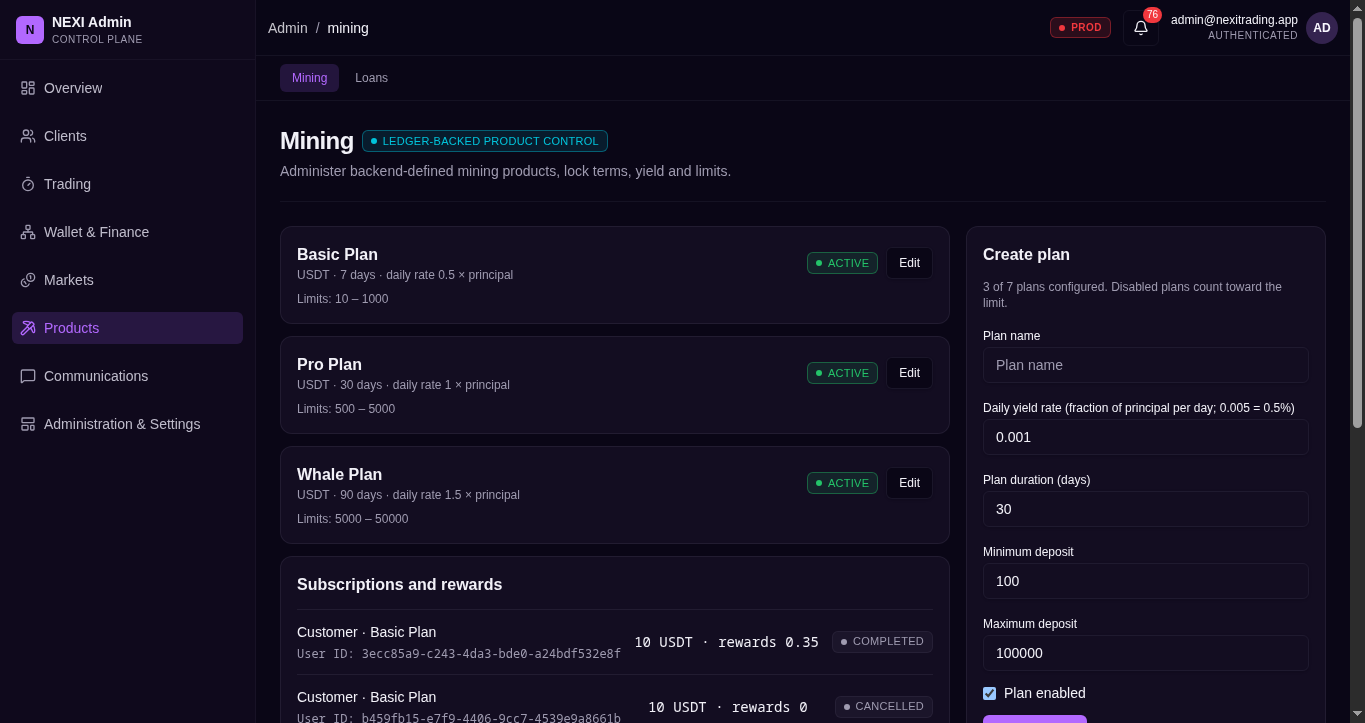 N
NEXI Admin
CONTROL PLANE
Overview
Clients
Trading
Wallet & Finance
Markets
Products
Communications
Administration & Settings
Admin / mining
PROD
76
admin@nexitrading.app
AUTHENTICATED
AD
Mining
Loans
Mining
LEDGER-BACKED PRODUCT CONTROL
Administer backend-defined mining products, lock terms, yield and limits.
Basic Plan
USDT · 7 days · daily rate 0.5 × principal
Limits: 10 – 1000
ACTIVE
Edit
Pro Plan
USDT · 30 days · daily rate 1 × principal
Limits: 500 – 5000
ACTIVE
Edit
Whale Plan
USDT · 90 days · daily rate 1.5 × principal
Limits: 5000 – 50000
ACTIVE
Edit
Subscriptions and rewards
Customer · Basic Plan
User ID: 3ecc85a9-c243-4da3-bde0-a24bdf532e8f
10 USDT · rewards 0.35
COMPLETED
Customer · Basic Plan
User ID: b459fb15-e7f9-4406-9cc7-4539e9a8661b
10 USDT · rewards 0
CANCELLED
Create plan
3 of 7 plans configured. Disabled plans count toward the
limit.
Plan name
Plan name
Daily yield rate (fraction of principal per day; 0.005 = 0.5%)
0.001
Plan duration (days)
30
Minimum deposit
100
Maximum deposit
100000
Plan enabled